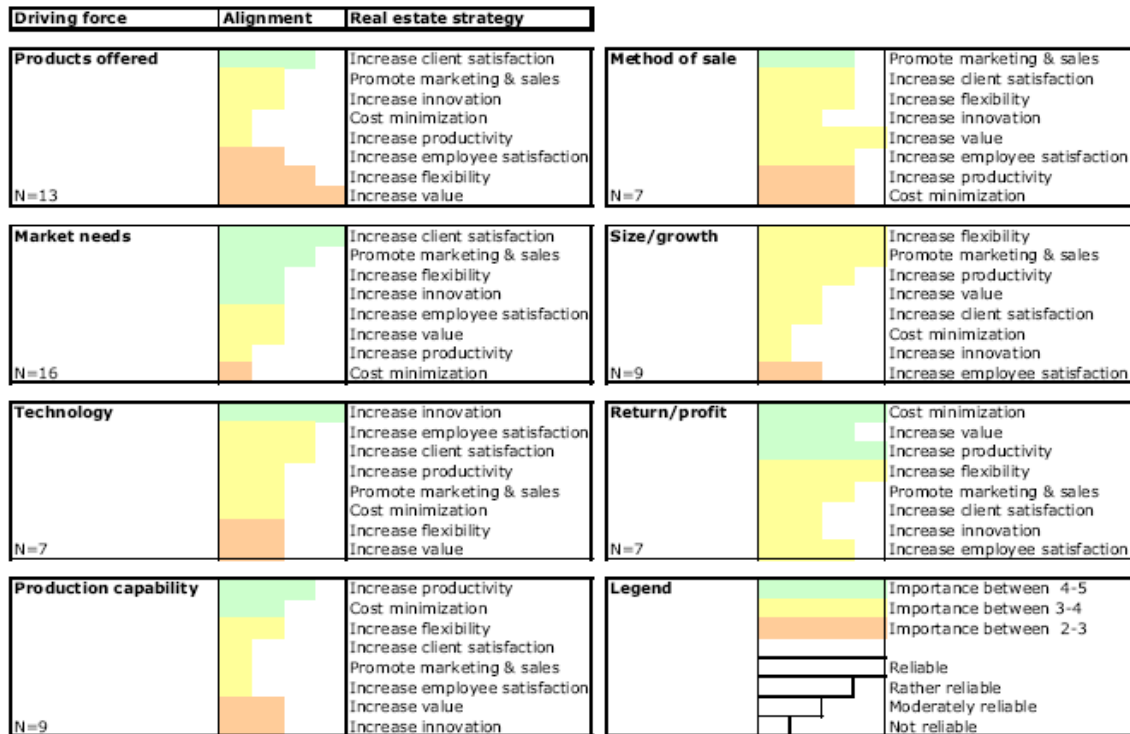 Driving force Alignment Real estate strategy
Products offered
Increase client satisfaction
Promote marketing & sales
Increase innovation
Cost minimization
Increase productivity
Increase employee satisfaction
Increase flexibility
N=13 Increase value
Method of sale
Promote marketing & sales
Increase client satisfaction
Increase flexibility
Increase innovation
Increase value
Increase employee satisfaction
Increase productivity
N=7 Cost minimization
Market needs
Increase client satisfaction
Promote marketing & sales
Increase flexibility
Increase innovation
Increase employee satisfaction
Increase value
Increase productivity
N=16 Cost minimization
Size/growth
Increase flexibility
Promote marketing & sales
Increase productivity
Increase value
Increase client satisfaction
Cost minimization
Increase innovation
N=9 Increase employee satisfaction
Technology
Increase innovation
Increase employee satisfaction
Increase client satisfaction
Increase productivity
Promote marketing & sales
Cost minimization
Increase flexibility
N=7 Increase value
Return/profit
Cost minimization
Increase value
Increase productivity
Increase flexibility
Promote marketing & sales
Increase client satisfaction
Increase innovation
N=7 Increase employee satisfaction
Production capability
Increase productivity
Cost minimization
Increase flexibility
Increase client satisfaction
Promote marketing & sales
Increase employee satisfaction
Increase value
N=9 Increase innovation
Legend
Importance between 4-5
Importance between 3-4
Importance between 2-3
Reliable
Rather reliable
Moderately reliable
Not reliable